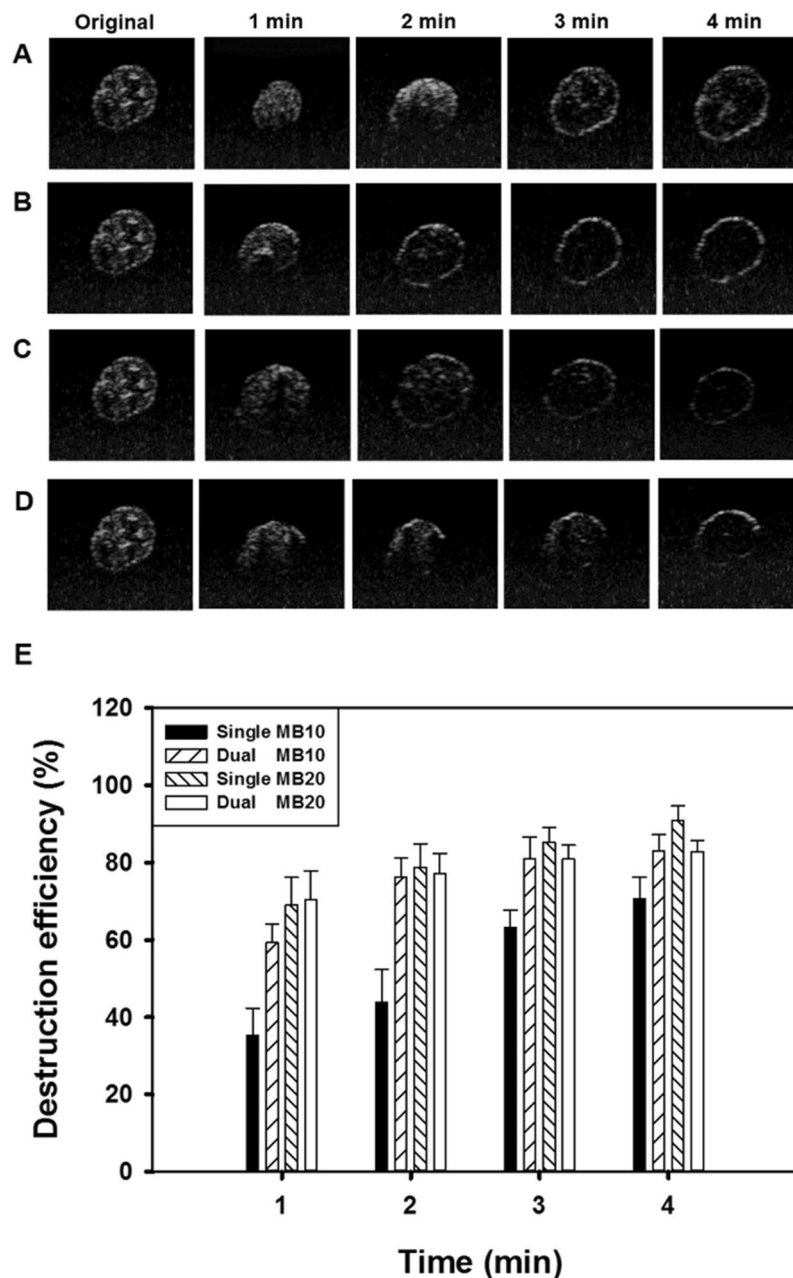 Original 1 min 2 min 3 min 4 min
A
B
C
D
E
120
100
80
60
40
20
0
Destruction efficiency (%)
Single MB10
Dual MB10
Single MB20
Dual MB20
1 2 3 4
Time (min)